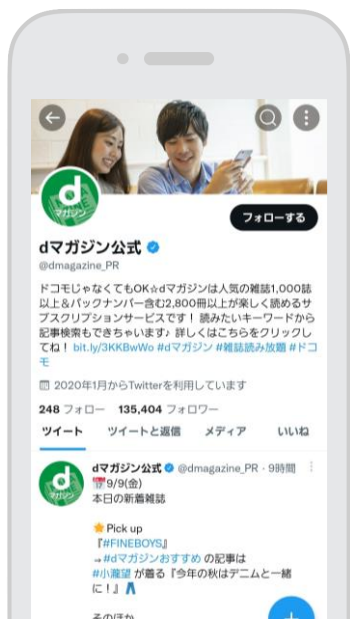 d
マガジン
フォローする
dマガジン公式
@dmagazine_PR
ドコモじゃなくてもOK☆dマガジンは人気の雑誌1,000誌
以上＆バックナンバー含む2,800冊以上が楽しく読めるサ
ブスクリプションサービスです！ 読みたいキーワードから
記事検索もできちゃいます♪ 詳しくはこちらをクリックし
てね！ bit.ly/3KKBwWo #dマガジン #雑誌読み放題 #ドコ
モ
2020年1月からTwitterを利用しています
248 フォロー 135,404 フォロワー
ツイート ツイートと返信 メディア いいね
d
マガジン
dマガジン公式 @dmagazine_PR · 9時間
📅9/9(金)
本日の新着雑誌
⭐Pick up
『#FINEBOYS』
→#dマガジンおすすめ の記事は
#小瀧望 が着る『今年の秋はデニムと一緒
に！』👖
そのほか